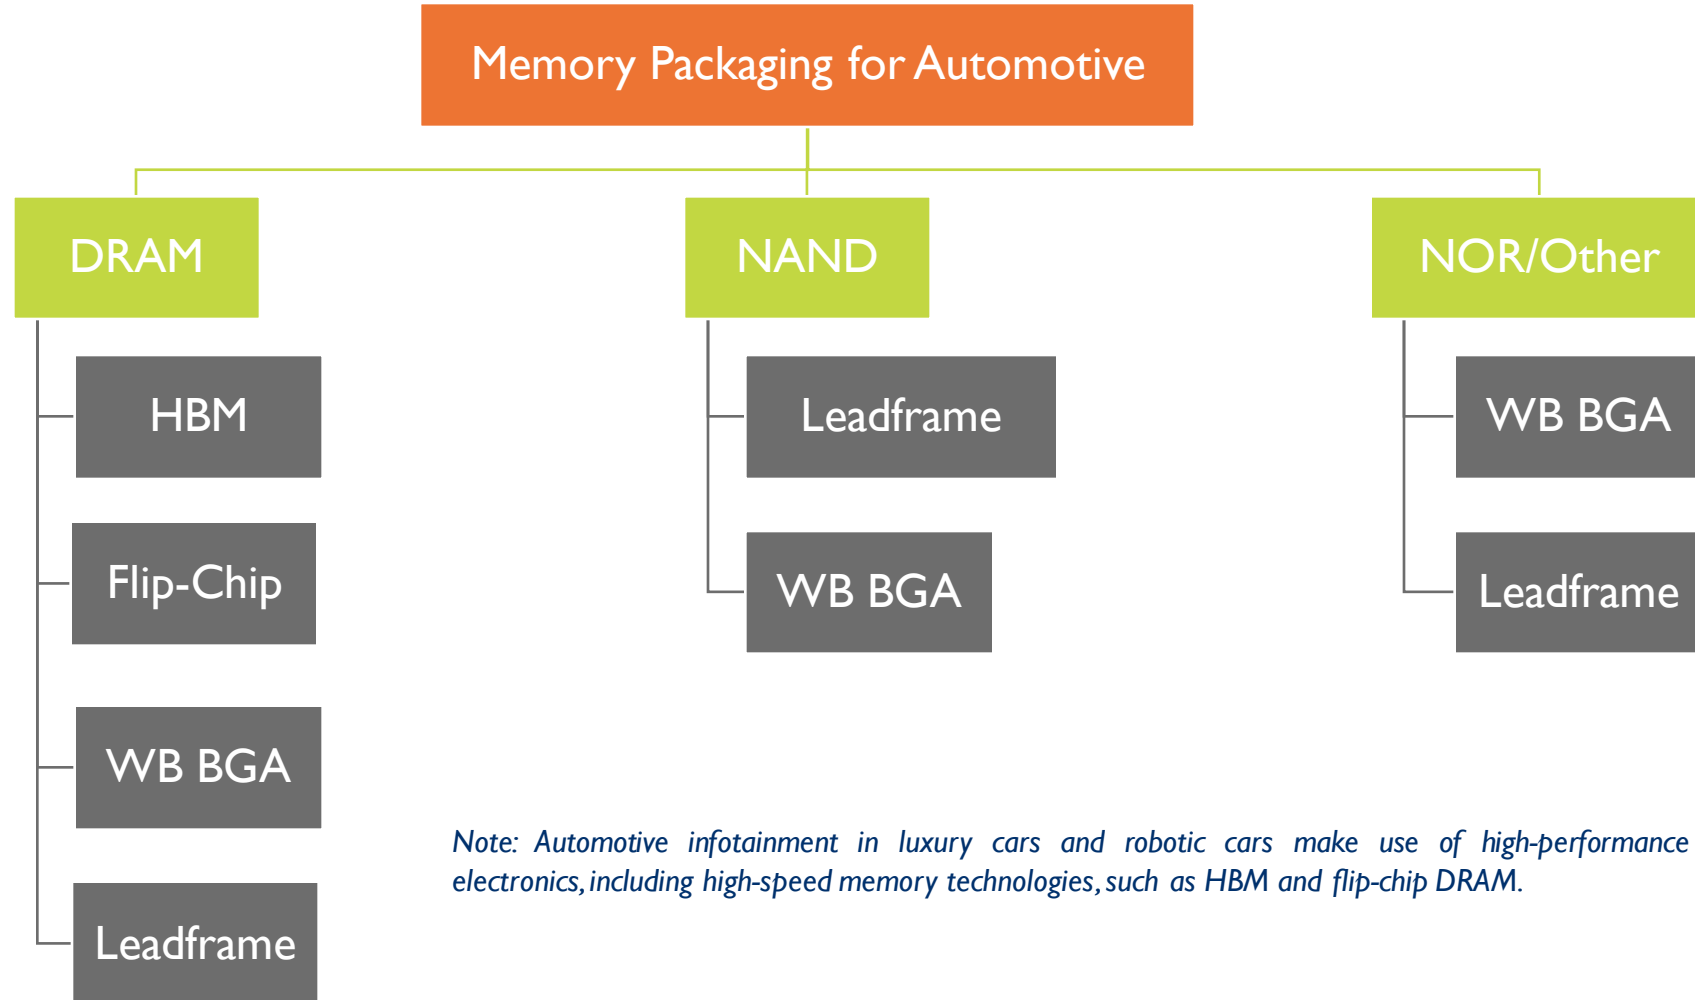 Memory Packaging for Automotive
DRAM
HBM
Flip-Chip
WB BGA
Leadframe
NAND
Leadframe
WB BGA
NOR/Other
WB BGA
Leadframe
Note: Automotive infotainment in luxury cars and robotic cars make use of high-performance
electronics, including high-speed memory technologies, such as HBM and flip-chip DRAM.